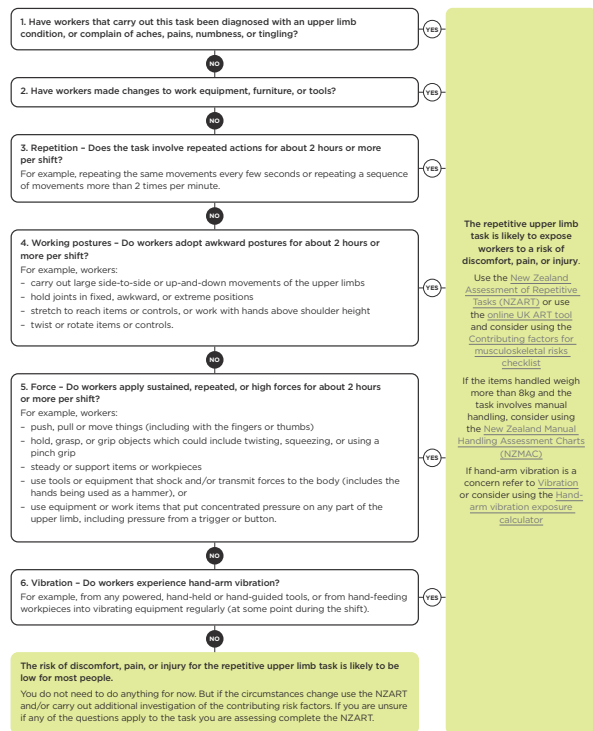 1. Have workers that carry out this task been diagnosed with an upper limb
condition, or complain of aches, pains, numbness, or tingling?
YES
NO
2. Have workers made changes to work equipment, furniture, or tools?
YES
NO
3. Repetition – Does the task involve repeated actions for about 2 hours or more
per shift?
For example, repeating the same movements every few seconds or repeating a sequence
of movements more than 2 times per minute.
YES
NO
4. Working postures – Do workers adopt awkward postures for about 2 hours or
more per shift?
For example, workers:
– carry out large side-to-side or up-and-down movements of the upper limbs
– hold joints in fixed, awkward, or extreme positions
– stretch to reach items or controls, or work with hands above shoulder height
– twist or rotate items or controls.
YES
NO
5. Force – Do workers apply sustained, repeated, or high forces for about 2 hours
or more per shift?
For example, workers:
– push, pull or move things (including with the fingers or thumbs)
– hold, grasp, or grip objects which could include twisting, squeezing, or using a
pinch grip
– steady or support items or workpieces
– use tools or equipment that shock and/or transmit forces to the body (includes the
hands being used as a hammer), or
– use equipment or work items that put concentrated pressure on any part of the
upper limb, including pressure from a trigger or button.
YES
NO
6. Vibration – Do workers experience hand-arm vibration?
For example, from any powered, hand-held or hand-guided tools, or from hand-feeding
workpieces into vibrating equipment regularly (at some point during the shift).
YES
NO
The risk of discomfort, pain, or injury for the repetitive upper limb task is likely to be
low for most people.
You do not need to do anything for now. But if the circumstances change use the NZART
and/or carry out additional investigation of the contributing risk factors. If you are unsure
if any of the questions apply to the task you are assessing complete the NZART.
The repetitive upper limb
task is likely to expose
workers to a risk of
discomfort, pain, or injury.
Use the New Zealand
Assessment of Repetitive
Tasks (NZART) or use
the online UK ART tool
and consider using the
Contributing factors for
musculoskeletal risks
checklist
If the items handled weigh
more than 8kg and the
task involves manual
handling, consider using
the New Zealand Manual
Handling Assessment Charts
(NZMAC)
If hand-arm vibration is a
concern refer to Vibration
or consider using the Hand-
arm vibration exposure
calculator